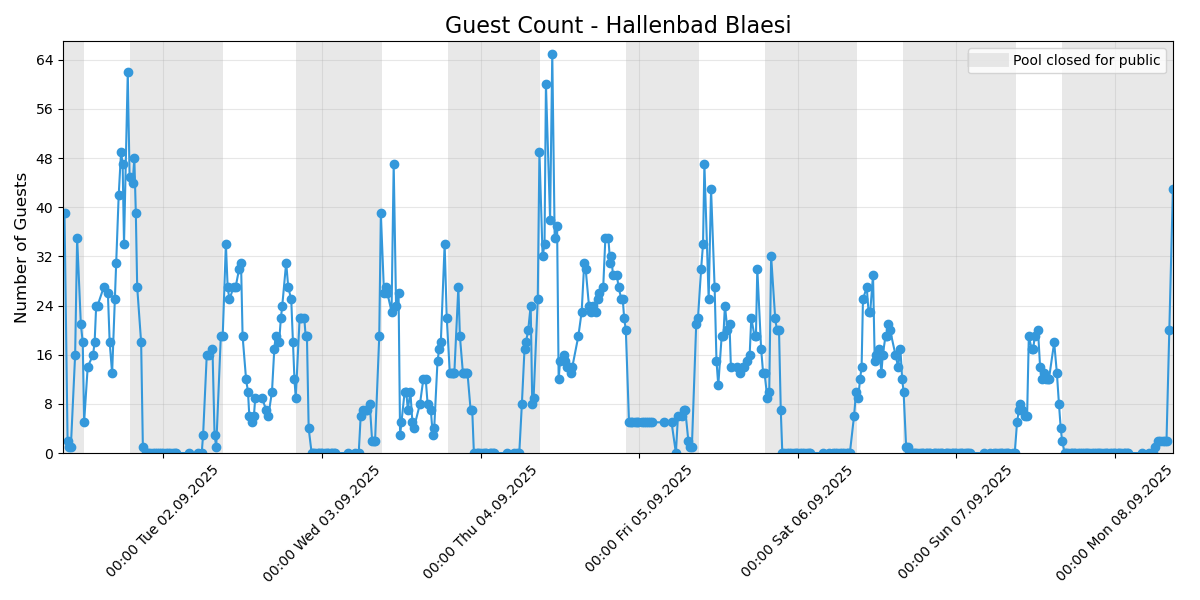 Guest Count - Hallenbad Blaesi
Pool closed for public
Number of Guests
64
56
48
40
32
24
16
8
0
00:00 Tue 02.09.2025
00:00 Wed 03.09.2025
00:00 Thu 04.09.2025
00:00 Fri 05.09.2025
00:00 Sat 06.09.2025
00:00 Sun 07.09.2025
00:00 Mon 08.09.2025